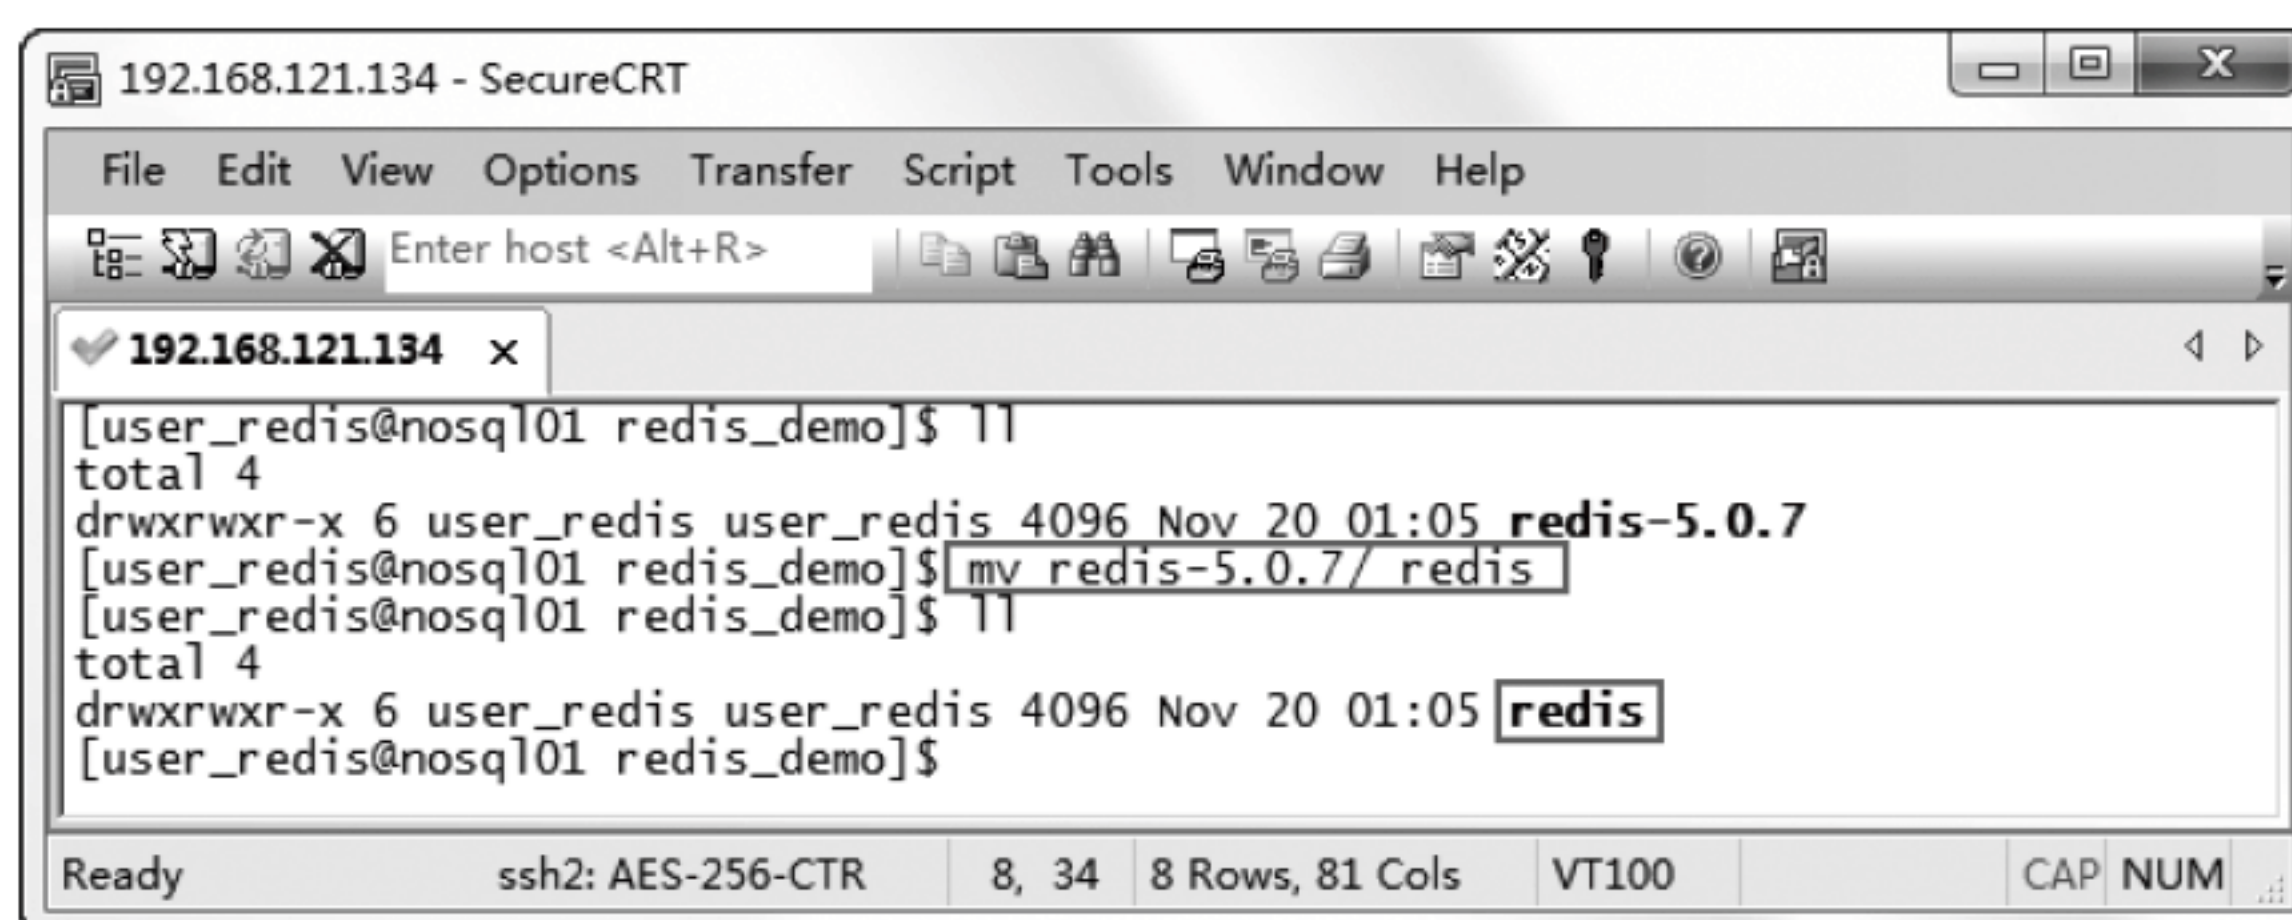 192.168.121.134 - SecureCRT
File Edit View Options Transfer Script Tools Window Help
Enter host <Alt+R>
192.168.121.134
[user_redis@nosql01 redis_demo]$ ll
total 4
drwxrwxr-x 6 user_redis user_redis 4096 Nov 20 01:05 redis-5.0.7
[user_redis@nosql01 redis_demo]$ mv redis-5.0.7/ redis
[user_redis@nosql01 redis_demo]$ ll
total 4
drwxrwxr-x 6 user_redis user_redis 4096 Nov 20 01:05 redis
[user_redis@nosql01 redis_demo]$
Ready ssh2: AES-256-CTR 8, 34 8 Rows, 81 Cols VT100 CAP NUM